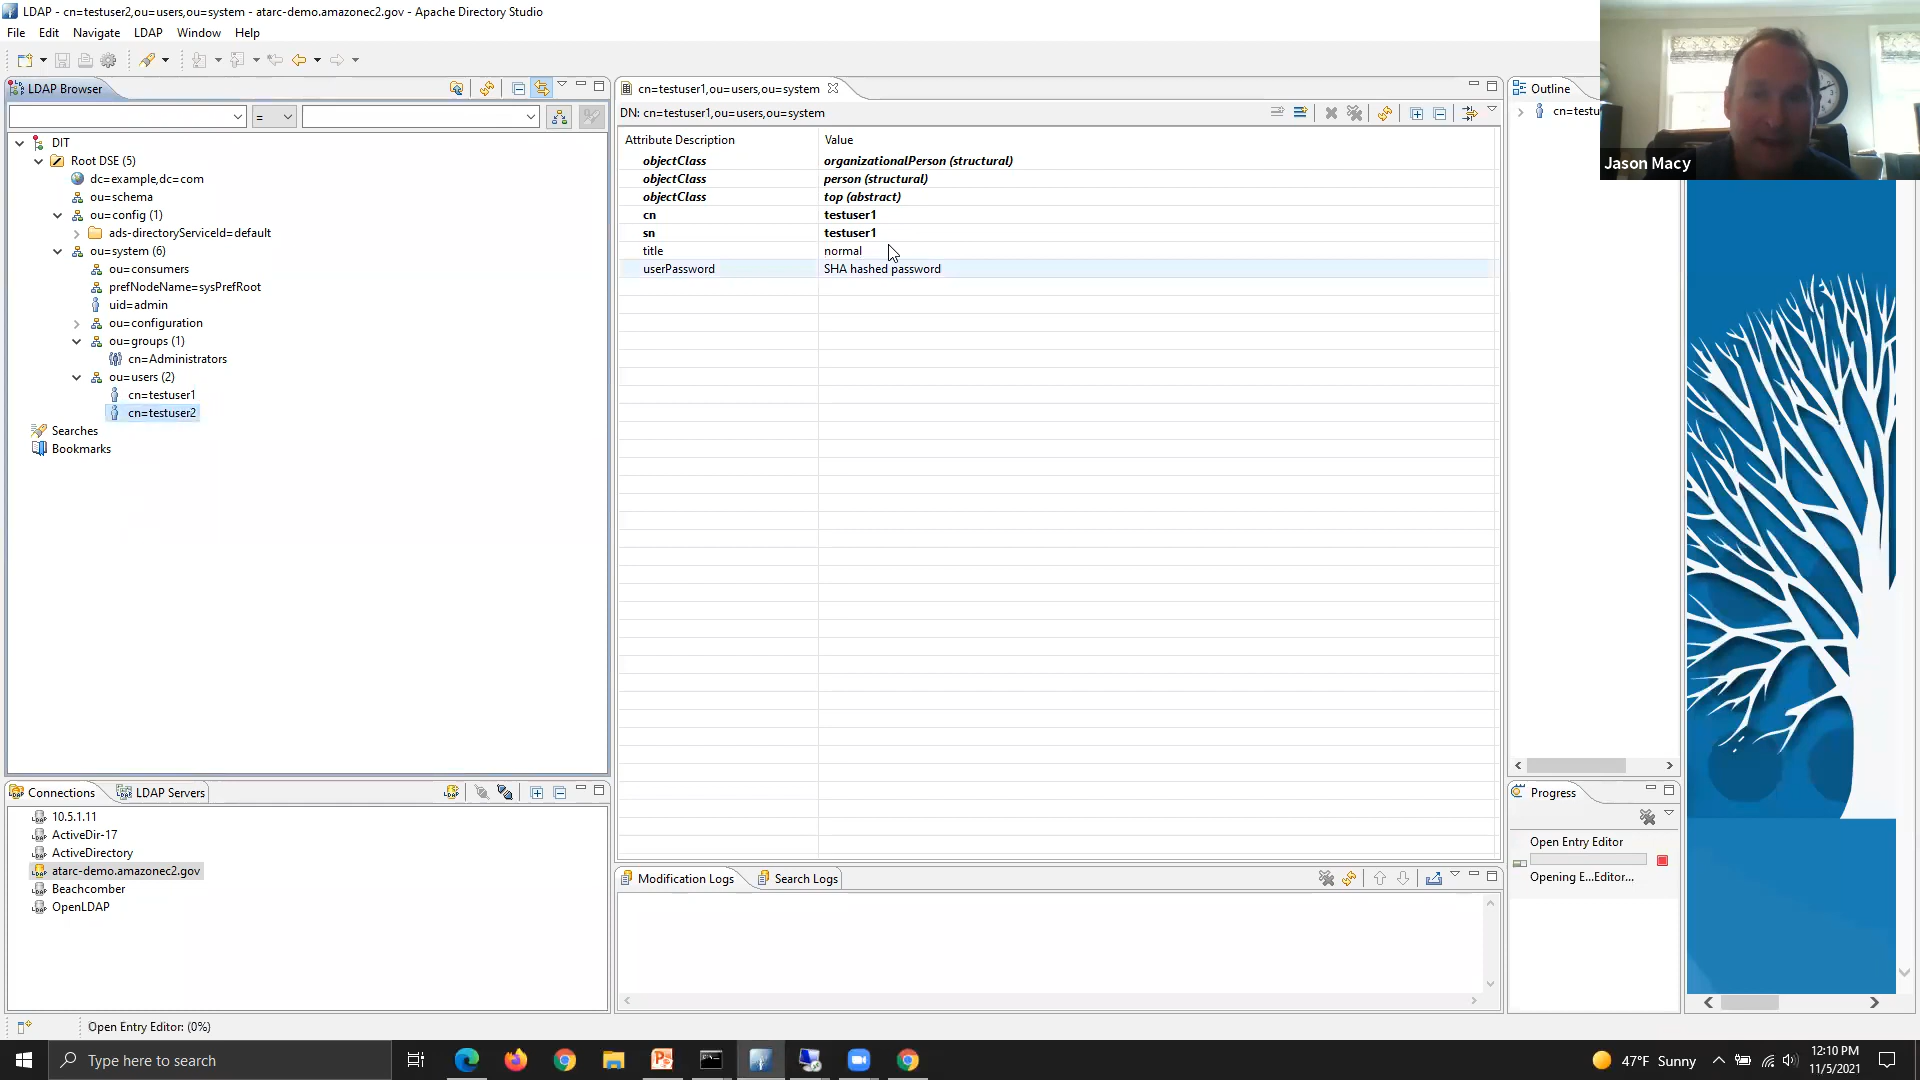 LDAP - cn=testuser2,ou=users,ou=system - atarc-demo.amazonec2.gov - Apache Directory Studio
File Edit Navigate LDAP Window Help
LDAP Browser
=
DIT
Root DSE (5)
dc=example,dc=com
ou=schema
ou=config (1)
ads-directoryServiceId=default
ou=system (6)
ou=consumers
prefNodeName=sysPrefRoot
uid=admin
ou=configuration
ou=groups (1)
cn=Administrators
ou=users (2)
cn=testuser1
cn=testuser2
Searches
Bookmarks
cn=testuser1,ou=users,ou=system
DN: cn=testuser1,ou=users,ou=system
Attribute Description Value
objectClass organizationalPerson (structural)
objectClass person (structural)
objectClass top (abstract)
cn testuser1
sn testuser1
title normal
userPassword SHA hashed password
Outline
cn=testu
Jason Macy
Connections LDAP Servers
10.5.1.11
ActiveDir-17
ActiveDirectory
atarc-demo.amazonec2.gov
Beachcomber
OpenLDAP
Modification Logs Search Logs
Progress
Open Entry Editor
Opening E...Editor...
Open Entry Editor: (0%)
Type here to search
47°F Sunny
12:10 PM
11/5/2021